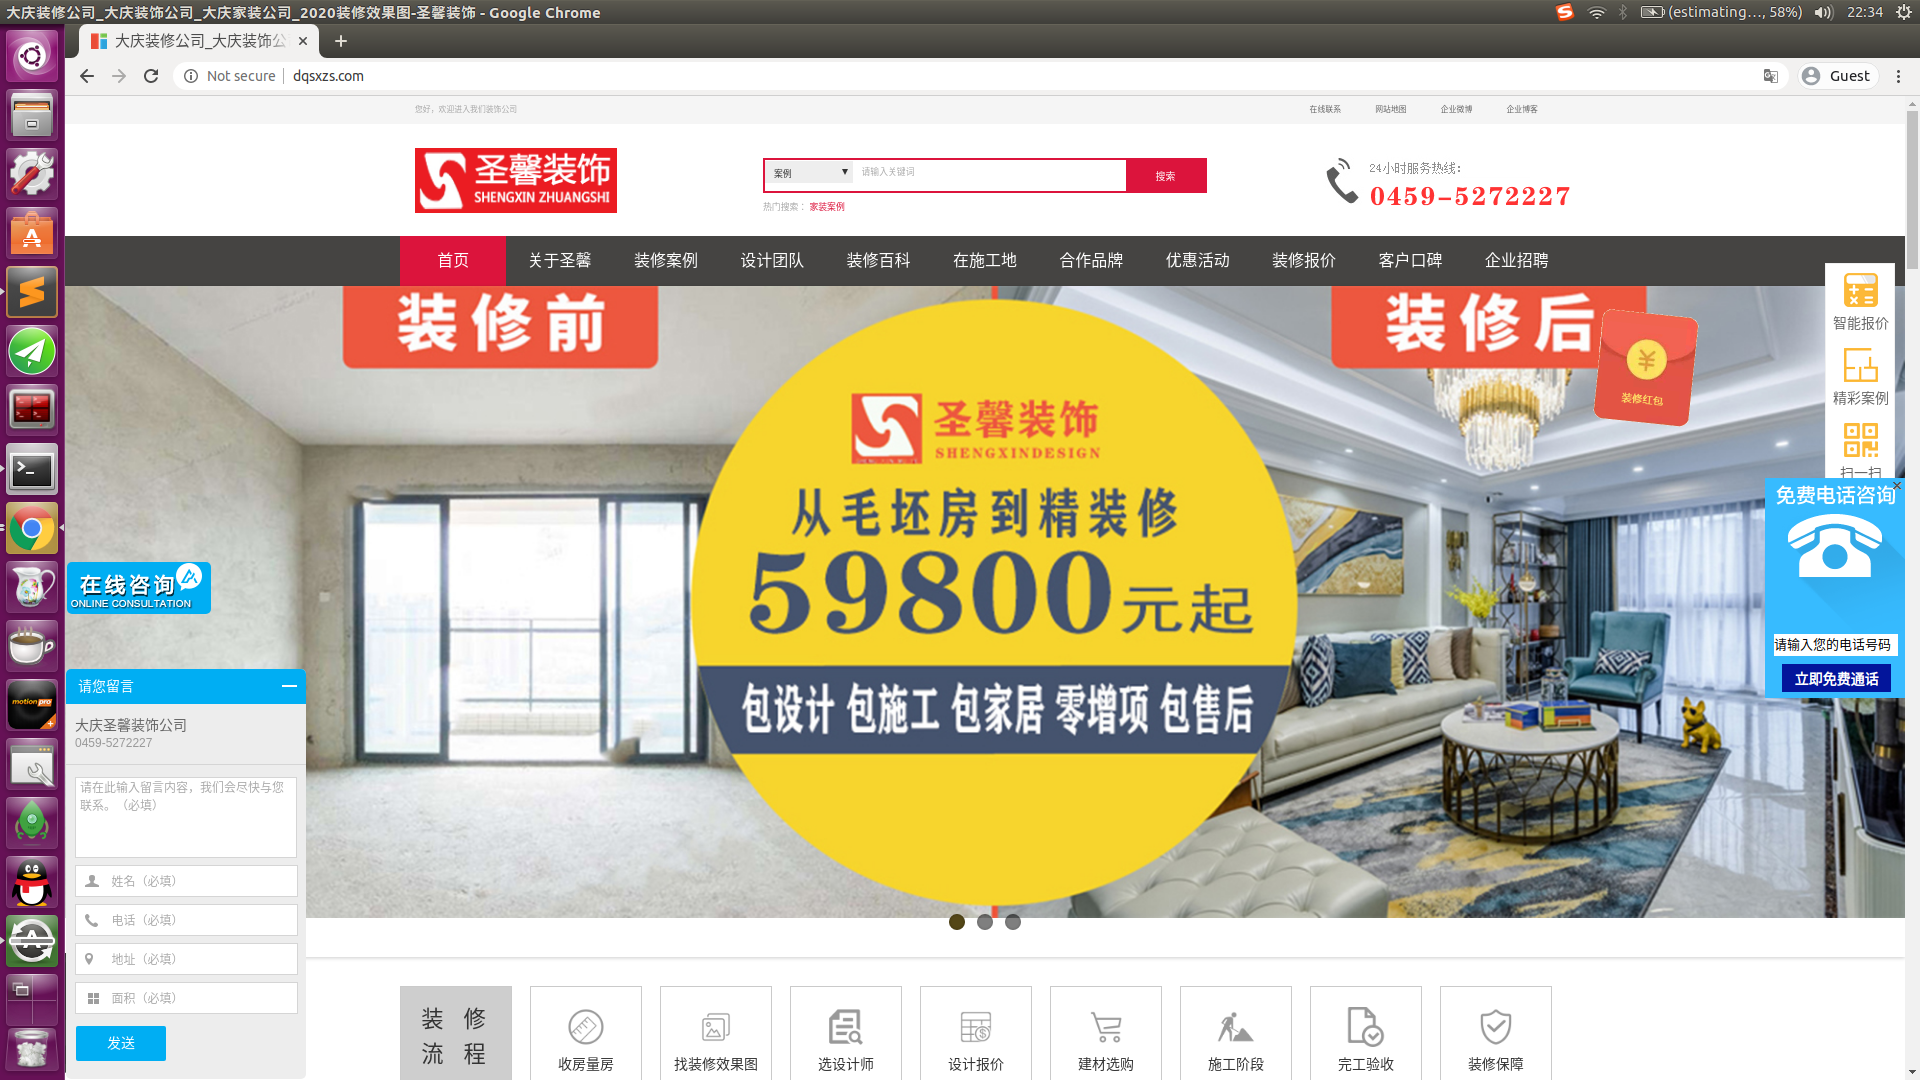 大庆装修公司_大庆装饰公司_大庆家装公司_2020装修效果图-圣馨装饰 - Google Chrome
(estimating..., 58%)
22:34
大庆装修公司_大庆装饰公
Not secure
dqsxzs.com
Guest
您好，欢迎进入我们装饰公司
在线联系
网站地图
企业微博
企业博客
圣馨装饰
SHENGXIN ZHUANGSHI
案例
请输入关键词
搜索
热门搜索：
家装案例
24小时服务热线：
0459-5272227
首页
关于圣馨
装修案例
设计团队
装修百科
在施工地
合作品牌
优惠活动
装修报价
客户口碑
企业招聘
装修前
装修后
圣馨装饰
SHENGXINDESIGN
从毛坯房到精装修
59800元起
包设计 包施工 包家居 零增项 包售后
装修红包
智能报价
精彩案例
扫一扫
免费电话咨询
请输入您的电话号码
立即免费通话
在线咨询
ONLINE CONSULTATION
请您留言
大庆圣馨装饰公司
0459-5272227
请在此输入留言内容，我们会尽快与您
联系。（必填）
姓名（必填）
电话（必填）
地址（必填）
面积（必填）
发送
装 修
流 程
收房量房
找装修效果图
选设计师
设计报价
建材选购
施工阶段
完工验收
装修保障